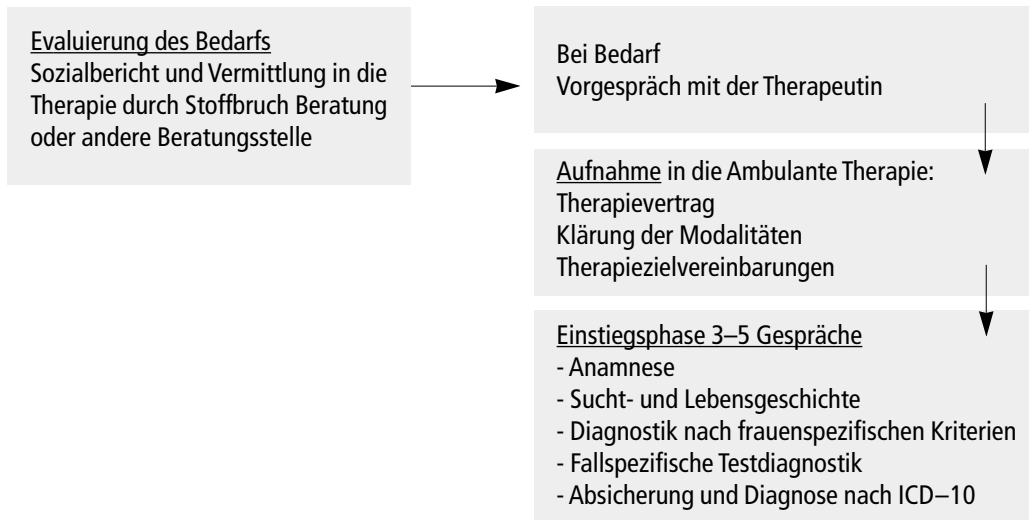 Evaluierung des Bedarfs
Sozialbericht und Vermittlung in die
Therapie durch Stoffbruch Beratung
oder andere Beratungsstelle
Bei Bedarf
Vorgespräch mit der Therapeutin
Aufnahme in die Ambulante Therapie:
Therapievertrag
Klärung der Modalitäten
Therapiezielvereinbarungen
Einstiegsphase 3–5 Gespräche
- Anamnese
- Sucht- und Lebensgeschichte
- Diagnostik nach frauenspezifischen Kriterien
- Fallspezifische Testdiagnostik
- Absicherung und Diagnose nach ICD–10